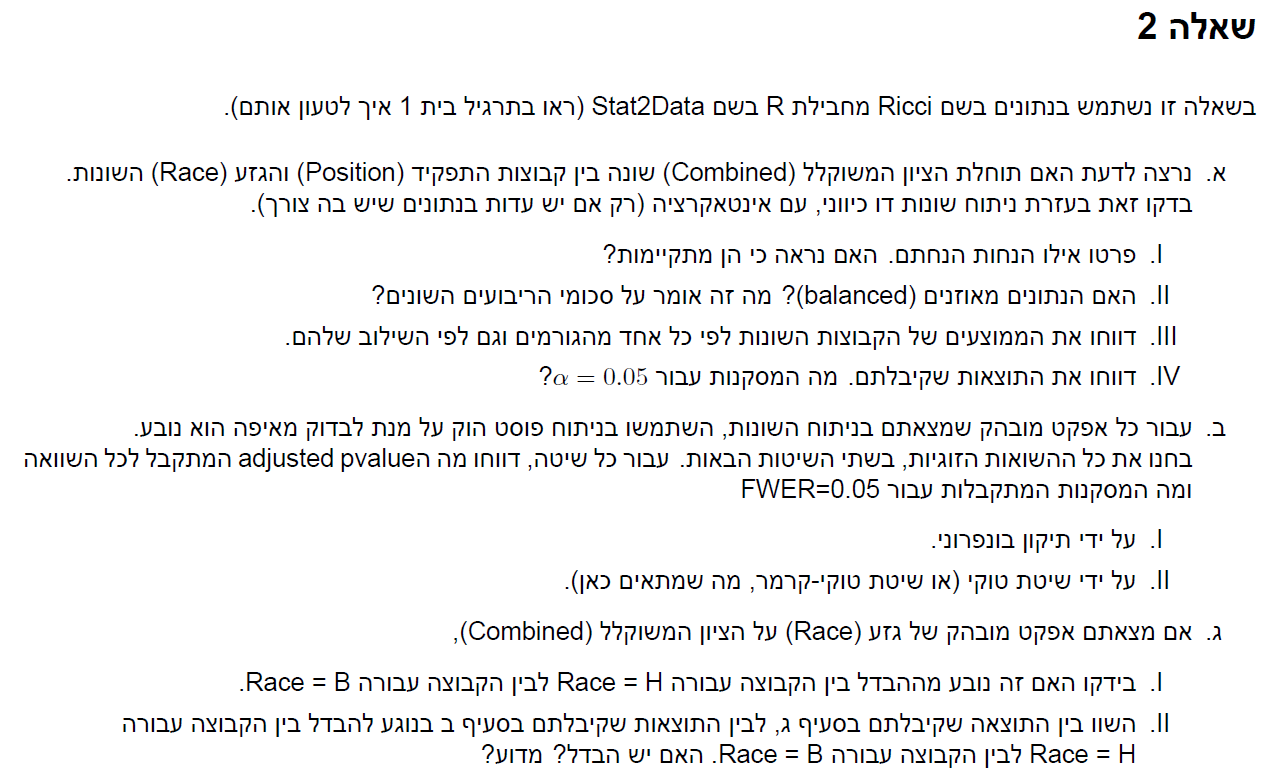 שאלה 2
בשאלה זו נשתמש בנתונים בשם Ricci מחבילת R בשם Stat2Data (ראו בתרגיל בית 1 איך לטעון אותם).
א. נרצה לדעת האם תוחלת הציון המשוקלל (Combined) שונה בין קבוצות התפקיד (Position) והגזע (Race) השונות.
בדקו זאת בעזרת ניתוח שונות דו כיווני, עם אינטאקרציה (רק אם יש עדות בנתונים שיש בה צורך).
I. פרטו אילו הנחות הנחתם. האם נראה כי הן מתקיימות?
II. האם הנתונים מאוזנים (balanced)? מה זה אומר על סכומי הריבועים השונים?
III. דווחו את הממוצעים של הקבוצות השונות לפי כל אחד מהגורמים וגם לפי השילוב שלהם.
IV. דווחו את התוצאות שקיבלתם. מה המסקנות עבור α = 0.05?
ב. עבור כל אפקט מובהק שמצאתם בניתוח השונות, השתמשו בניתוח פוסט הוק על מנת לבדוק מאיפה הוא נובע.
בחנו את כל ההשוואות הזוגיות, בשתי השיטות הבאות. עבור כל שיטה, דווחו מה הadjusted pvalue המתקבל לכל השוואה
ומה המסקנות המתקבלות עבור FWER=0.05
I. על ידי תיקון בונפרוני.
II. על ידי שיטת טוקי (או שיטת טוקי-קרמר, מה שמתאים כאן).
ג. אם מצאתם אפקט מובהק של גזע (Race) על הציון המשוקלל (Combined),
I. בידקו האם זה נובע מההבדל בין הקבוצה עבורה Race = H לבין הקבוצה עבורה Race = B.
II. השוו בין התוצאה שקיבלתם בסעיף ג, לבין התוצאות שקיבלתם בסעיף ב בנוגע להבדל בין הקבוצה עבורה
Race = H לבין הקבוצה עבורה Race = B. האם יש הבדל? מדוע?